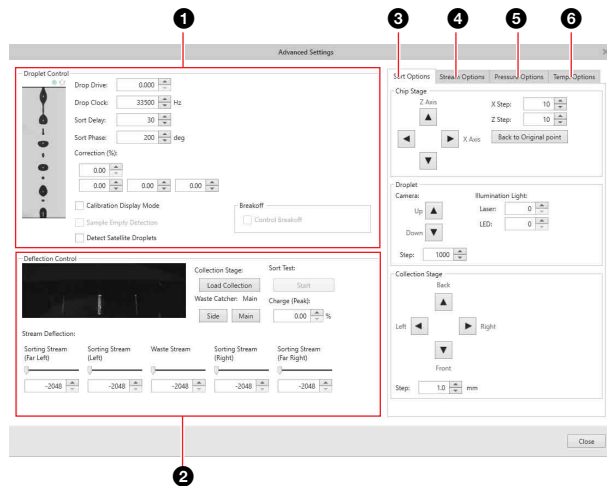 1 3 4 5 6
Advanced Settings X
Droplet Control
Drop Drive: 0.000
Drop Clock: 33500 Hz
Sort Delay: 30
Sort Phase: 200 deg
Correction (%):
0.00
0.00 0.00 0.00
Calibration Display Mode
Sample Empty Detection
Detect Satellite Droplets
Breakoff
Control Breakoff
Deflection Control
Collection Stage:
Load Collection
Waste Catcher: Main
Side Main
Sort Test:
Start
Charge (Peak):
0.00 %
Stream Deflection:
Sorting Stream
(Far Left)
Sorting Stream
(Left)
Waste Stream
Sorting Stream
(Right)
Sorting Stream
(Far Right)
-2048 -2048 -2048 -2048 -2048
2
Sort Options Stream Options Pressure Options Temp. Options
Chip Stage
Z Axis
X Axis
X Step: 10
Z Step: 10
Back to Original point
Droplet
Camera:
Up
Down
Step: 1000
Illumination Light:
Laser: 0
LED: 0
Collection Stage
Back
Left Right
Front
Step: 1.0 mm
Close